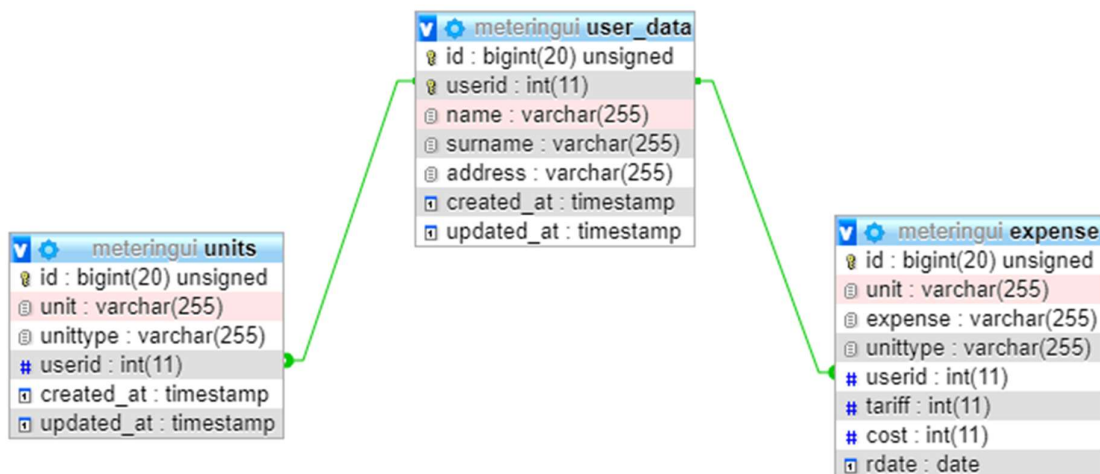 meteringui user_data
id : bigint(20) unsigned
userid : int(11)
name : varchar(255)
surname : varchar(255)
address : varchar(255)
created_at : timestamp
updated_at : timestamp
meteringui units
id : bigint(20) unsigned
unit : varchar(255)
unittype : varchar(255)
userid : int(11)
created_at : timestamp
updated_at : timestamp
meteringui expense
id : bigint(20) unsigned
unit : varchar(255)
expense : varchar(255)
unittype : varchar(255)
userid : int(11)
tariff : int(11)
cost : int(11)
rdate : date